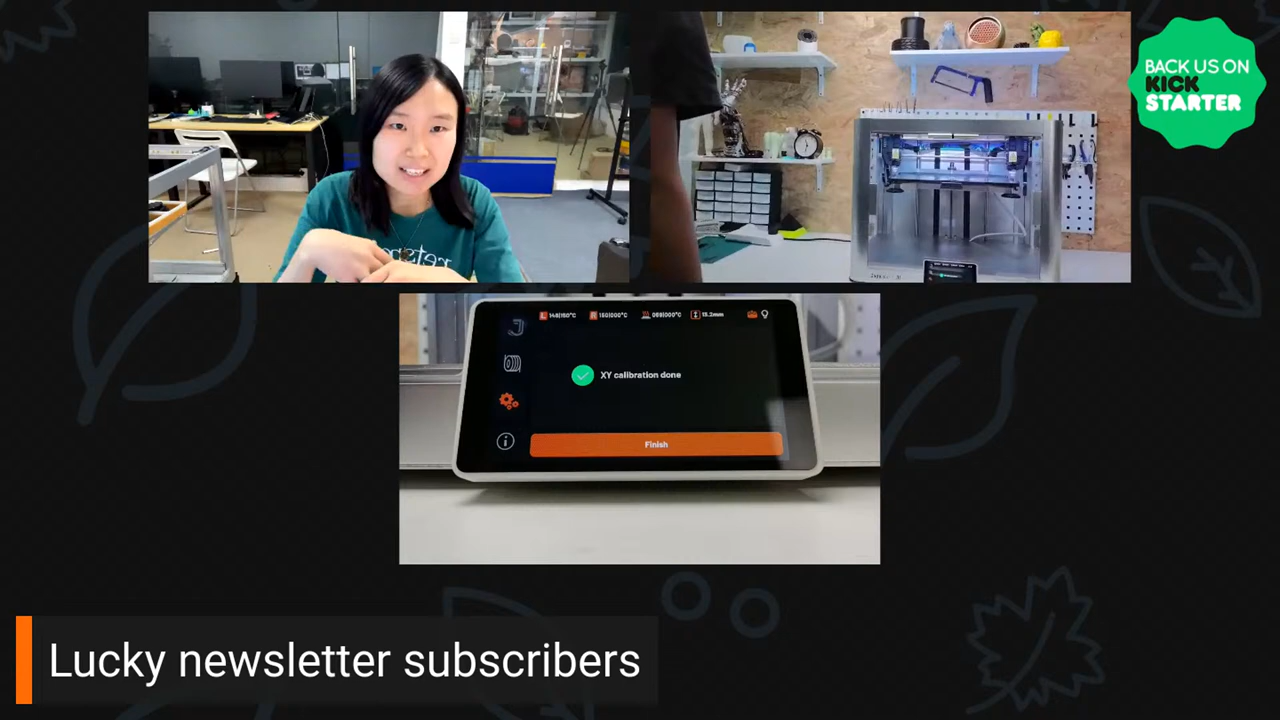 BACK US ON
KICK
STARTER
XY calibration done
Finish
Lucky newsletter subscribers